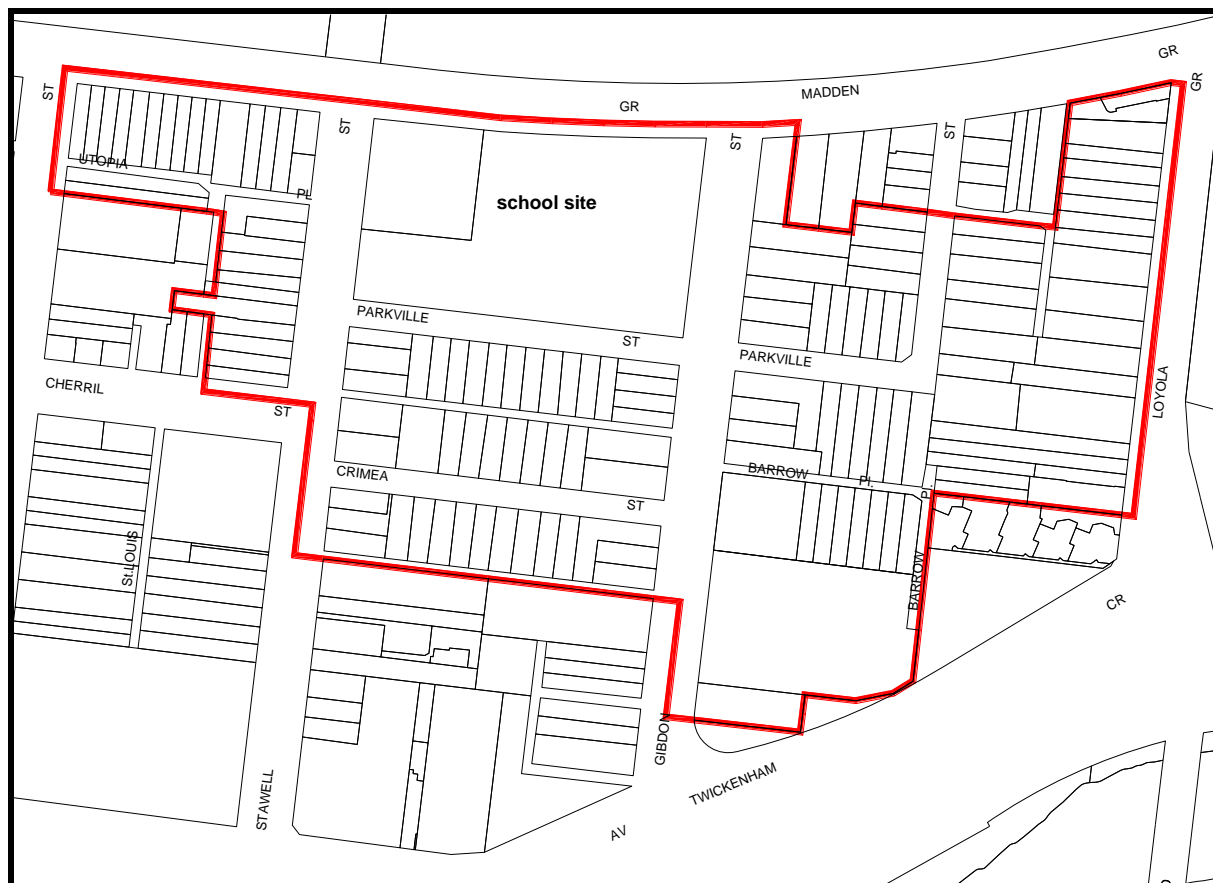 GR
GR
MADDEN
GR
ST
ST
ST
ST
UTOPIA
PL
school site
PARKVILLE
ST
PARKVILLE
LOYOLA
CHERRIL
ST
CRIMEA
ST
BARROW
Pl.
P.
St.LOUIS
BARROW
CR
GIBDON
TWICKENHAM
STAWELL
AV